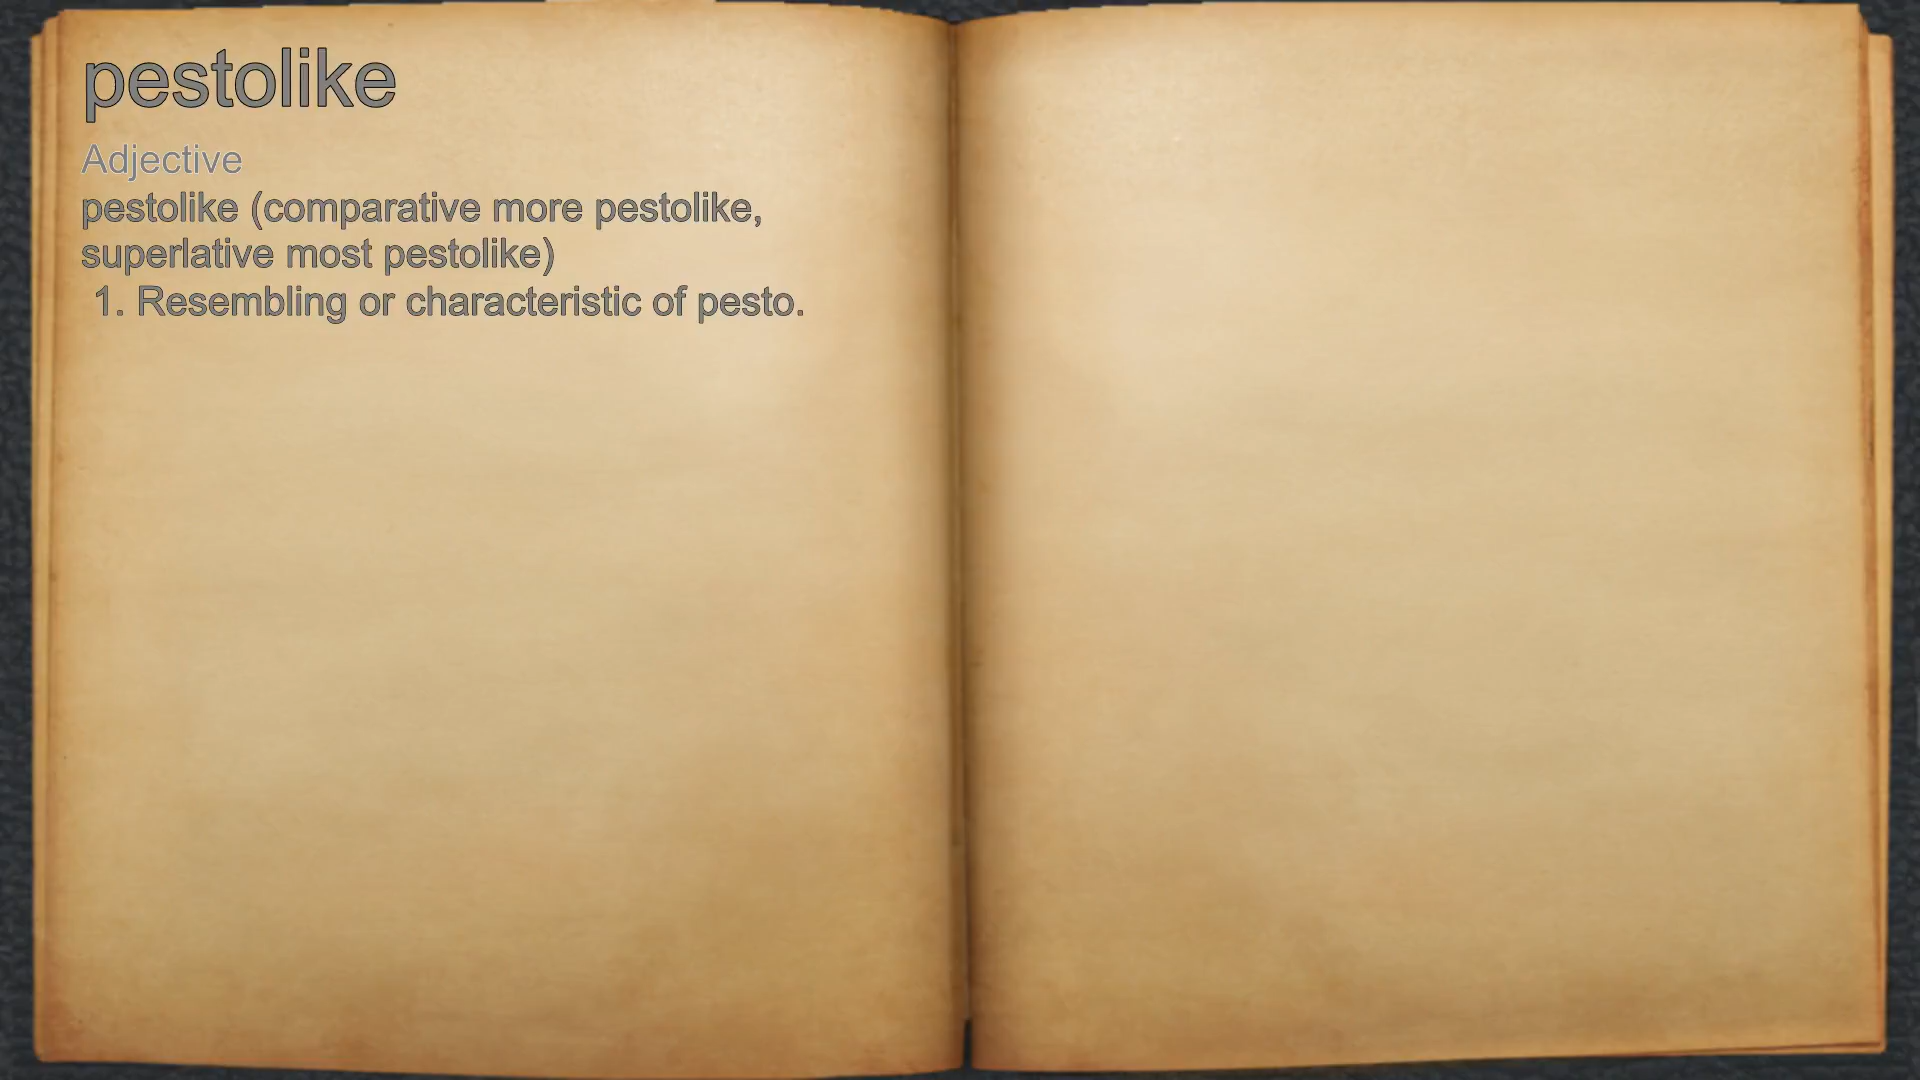 pestolike
Adjective
pestolike (comparative more pestolike,
superlative most pestolike)
1. Resembling or characteristic of pesto.